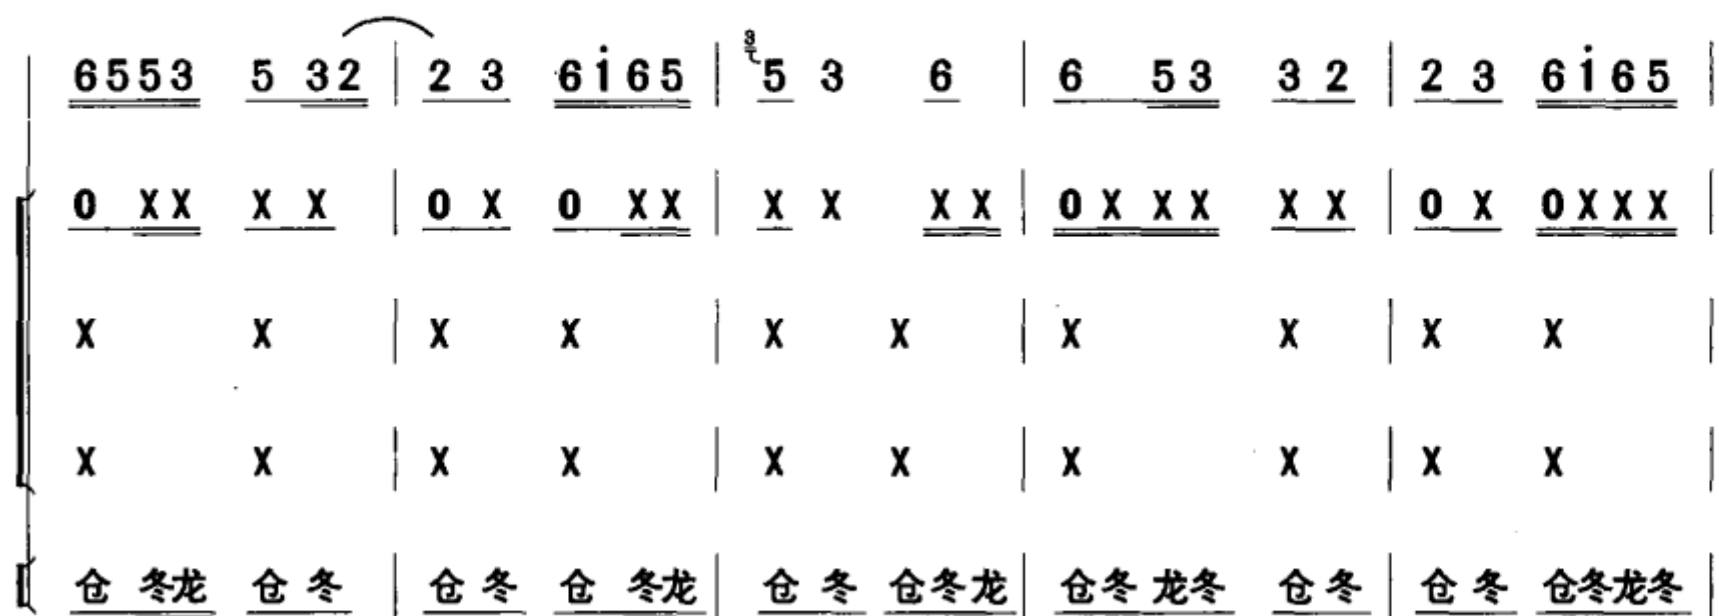 6553 5 32 | 2 3 6i65 | 3 5 3 6 | 6 53 3 2 | 2 3 6i65 |
0 XX X X | 0 X 0 XX | X X XX | 0X XX X X | 0 X 0XXX |
X X | X X | X X | X X | X X |
X X | X X | X X | X X | X X |
仓 冬龙 仓冬 | 仓冬 仓 冬龙 | 仓冬 仓冬龙 | 仓冬 龙冬 仓冬 | 仓冬 仓冬龙冬 |